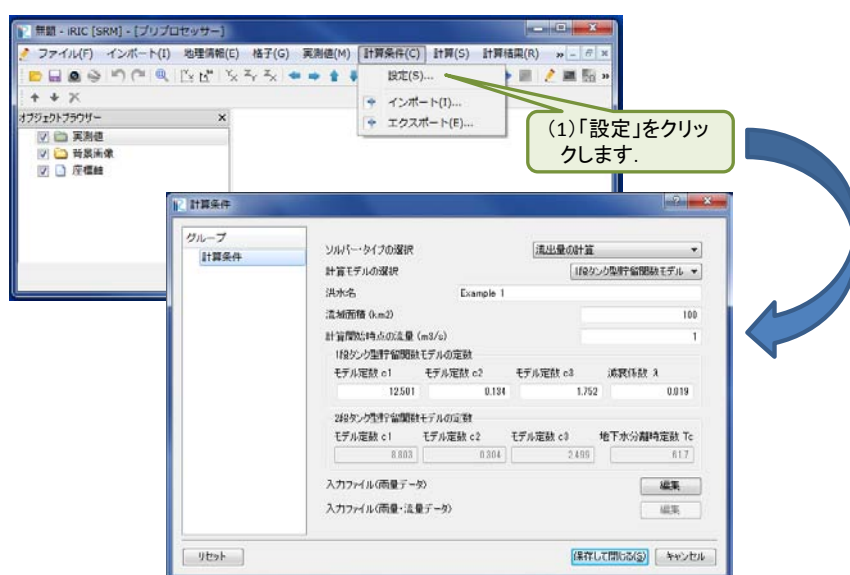 無題 - iRIC [SRM] - [プリプロセッサー]
ファイル(F) インポート(I) 地理情報(E) 格子(G) 実測値(M) 計算条件(C) 計算(S) 計算結果(R) »
設定(S)...
インポート(I)...
エクスポート(E)...
(1)「設定」をクリッ
クします.
オブジェクトブラウザー ×
実測値
背景画像
座標軸
計算条件
グループ
計算条件
ソルバー・タイプの選択 流出量の計算
計算モデルの選択 1段タンク型貯留関数モデル
洪水名 Example 1
流域面積 (km2) 100
計算開始時点の流量 (m3/s) 1
1段タンク型貯留関数モデルの定数
モデル定数 c1 モデル定数 c2 モデル定数 c3 減衰係数 λ
12.501 0.134 1.752 0.019
2段タンク型貯留関数モデルの定数
モデル定数 c1 モデル定数 c2 モデル定数 c3 地下水分離時定数 Tc
8.803 0.304 2.499 61.7
入力ファイル(雨量データ) 編集
入力ファイル(雨量・流量データ) 編集
リセット 保存して閉じる(S) キャンセル